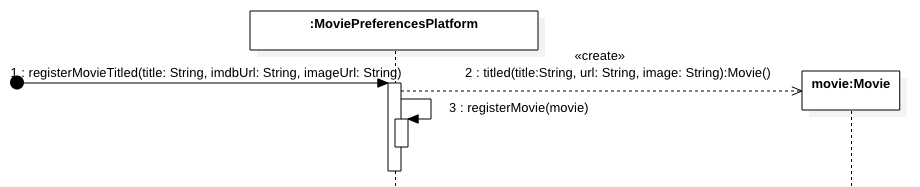 :MoviePreferencesPlatform
«create»
1 : registerMovieTitled(title: String, imdbUrl: String, imageUrl: String)
2 : titled(title:String, url: String, image: String):Movie()
movie:Movie
3 : registerMovie(movie)